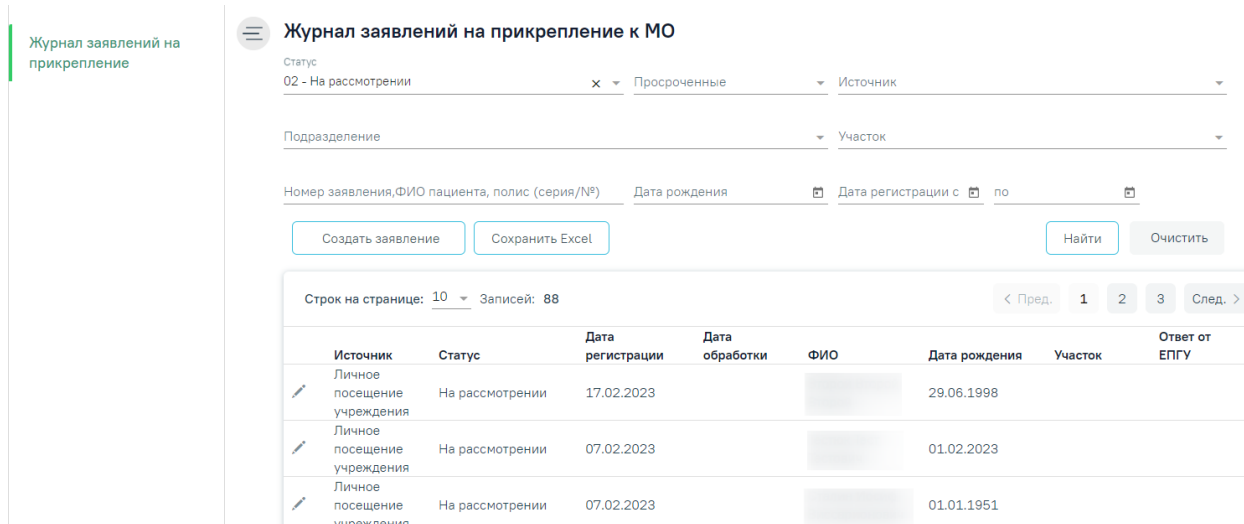 Журнал заявлений на
прикрепление
Журнал заявлений на прикрепление к МО
Статус
02 - На рассмотрении
Просроченные
Источник
Подразделение
Участок
Номер заявления,ФИО пациента, полис (серия/№)
Дата рождения
Дата регистрации с
по
Создать заявление
Сохранить Excel
Найти
Очистить
Строк на странице: 10
Записей: 88
< Пред. 1 2 3 След. >
Источник
Статус
Дата
регистрации
Дата
обработки
ФИО
Дата рождения
Участок
Ответ от
ЕПГУ
Личное
посещение
учреждения
На рассмотрении
17.02.2023
29.06.1998
Личное
посещение
учреждения
На рассмотрении
07.02.2023
01.02.2023
Личное
посещение
учреждения
На рассмотрении
07.02.2023
01.01.1951